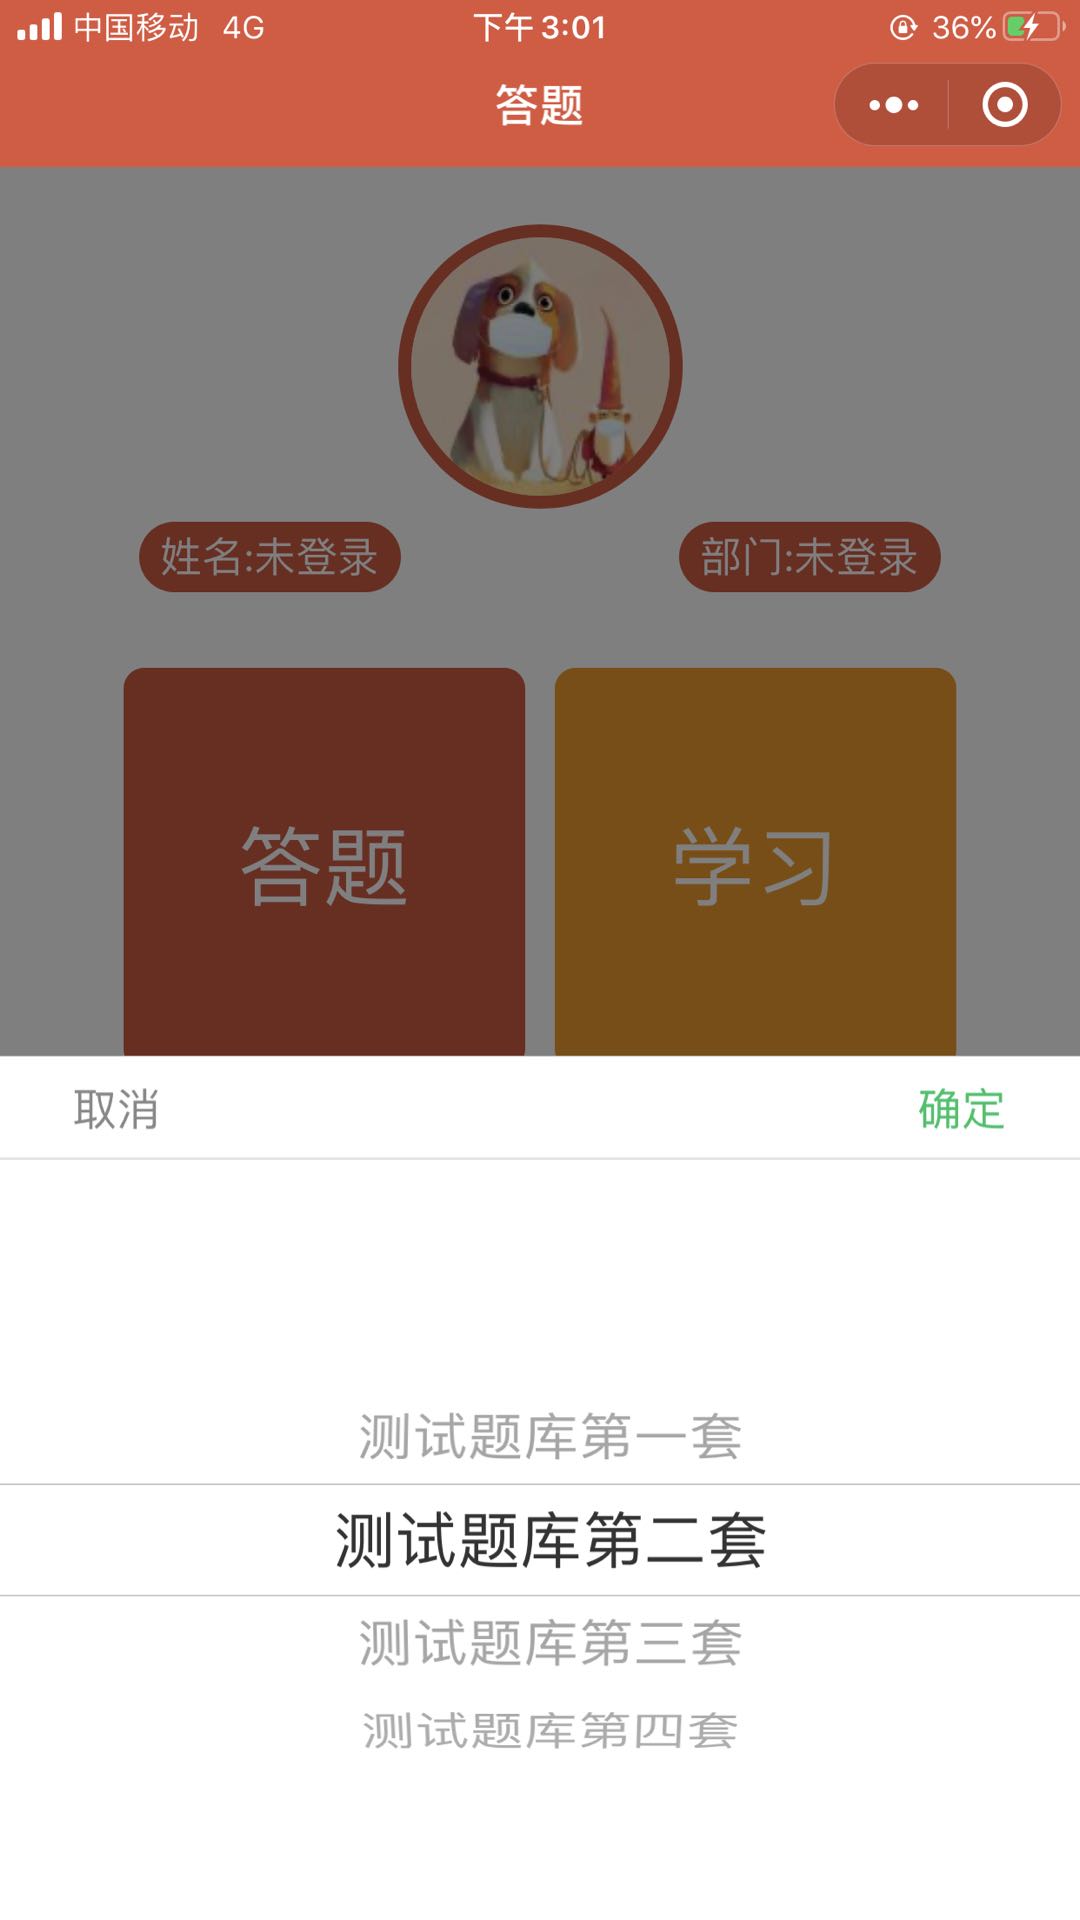 中国移动 4G 下午3:01 36%
答题
姓名:未登录 部门:未登录
答题 学习
取消 确定
测试题库第一套
测试题库第二套
测试题库第三套
测试题库第四套